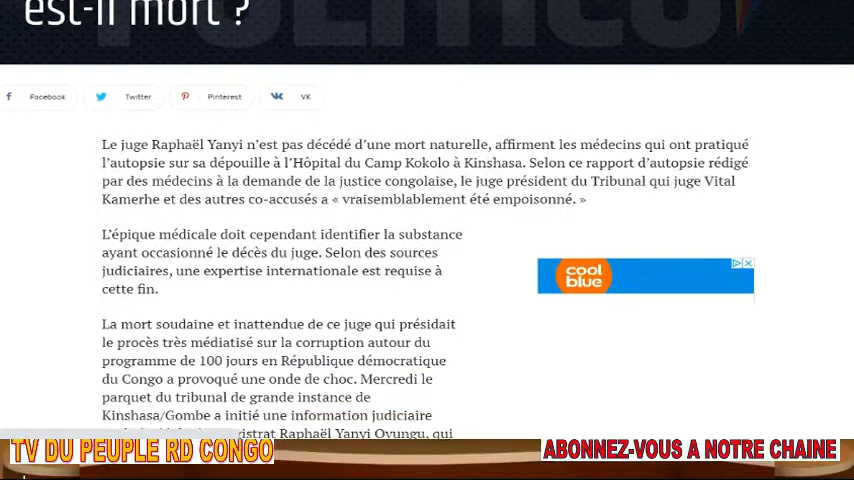 est-il mort ?
Facebook
Twitter
Pinterest
VK
Le juge Raphaël Yanyi n'est pas décédé d'une mort naturelle, affirment les médecins qui ont pratiqué
l'autopsie sur sa dépouille à l'Hôpital du Camp Kokolo à Kinshasa. Selon ce rapport d'autopsie rédigé
par des médecins à la demande de la justice congolaise, le juge président du Tribunal qui juge Vital
Kamerhe et des autres co-accusés a « vraisemblablement été empoisonné. »
L'épique médicale doit cependant identifier la substance
ayant occasionné le décès du juge. Selon des sources
judiciaires, une expertise internationale est requise à
cette fin.
cool
blue
La mort soudaine et inattendue de ce juge qui présidait
le procès très médiatisé sur la corruption autour du
programme de 100 jours en République démocratique
du Congo a provoqué une onde de choc. Mercredi le
parquet du tribunal de grande instance de
Kinshasa/Gombe a initié une information judiciaire
Raphaël Yanyi Ovungu, qui
TV DU PEUPLE RD CONGO
ABONNEZ-VOUS A NOTRE CHAINE